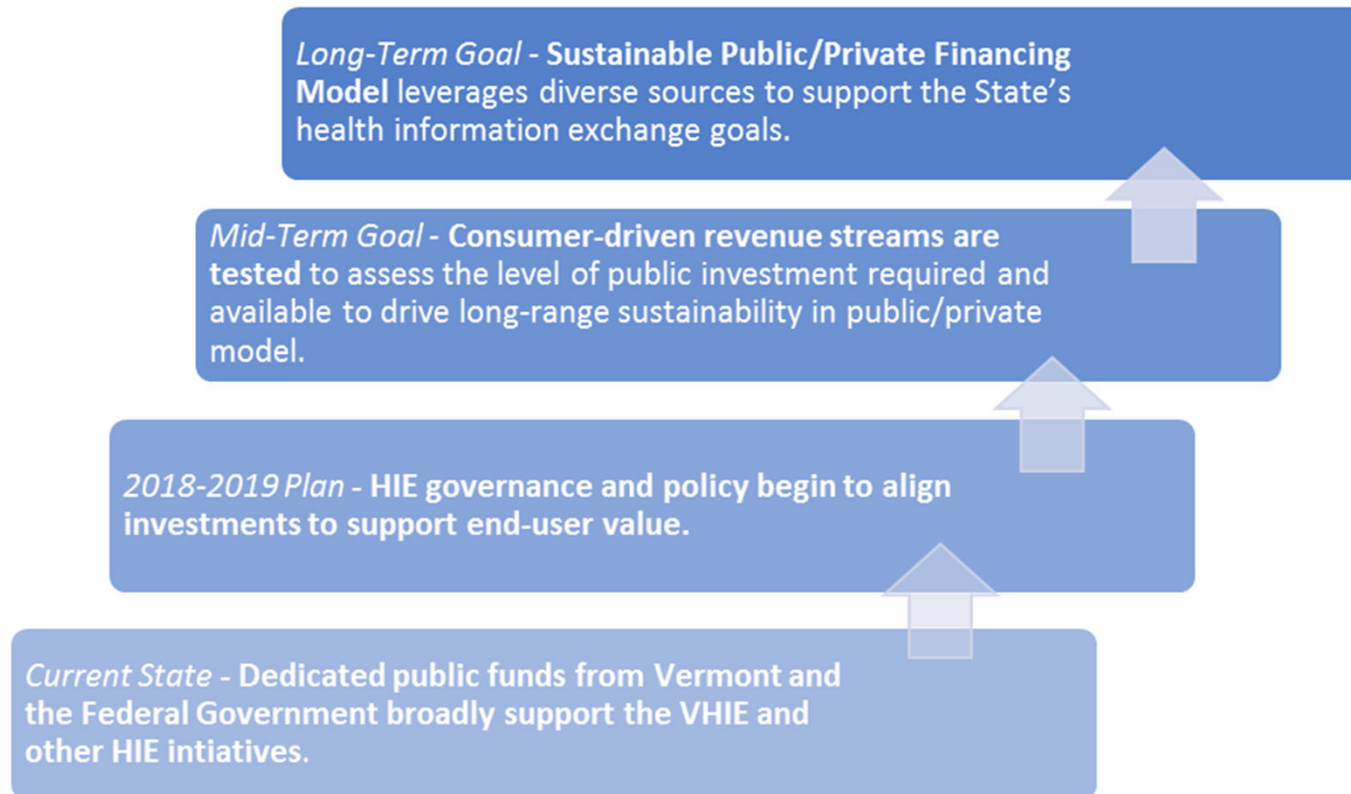 Long-Term Goal - Sustainable Public/Private Financing
Model leverages diverse sources to support the State’s
health information exchange goals.
Mid-Term Goal - Consumer-driven revenue streams are
tested to assess the level of public investment required and
available to drive long-range sustainability in public/private
model.
2018-2019 Plan - HIE governance and policy begin to align
investments to support end-user value.
Current State - Dedicated public funds from Vermont and
the Federal Government broadly support the VHIE and
other HIE intiatives.